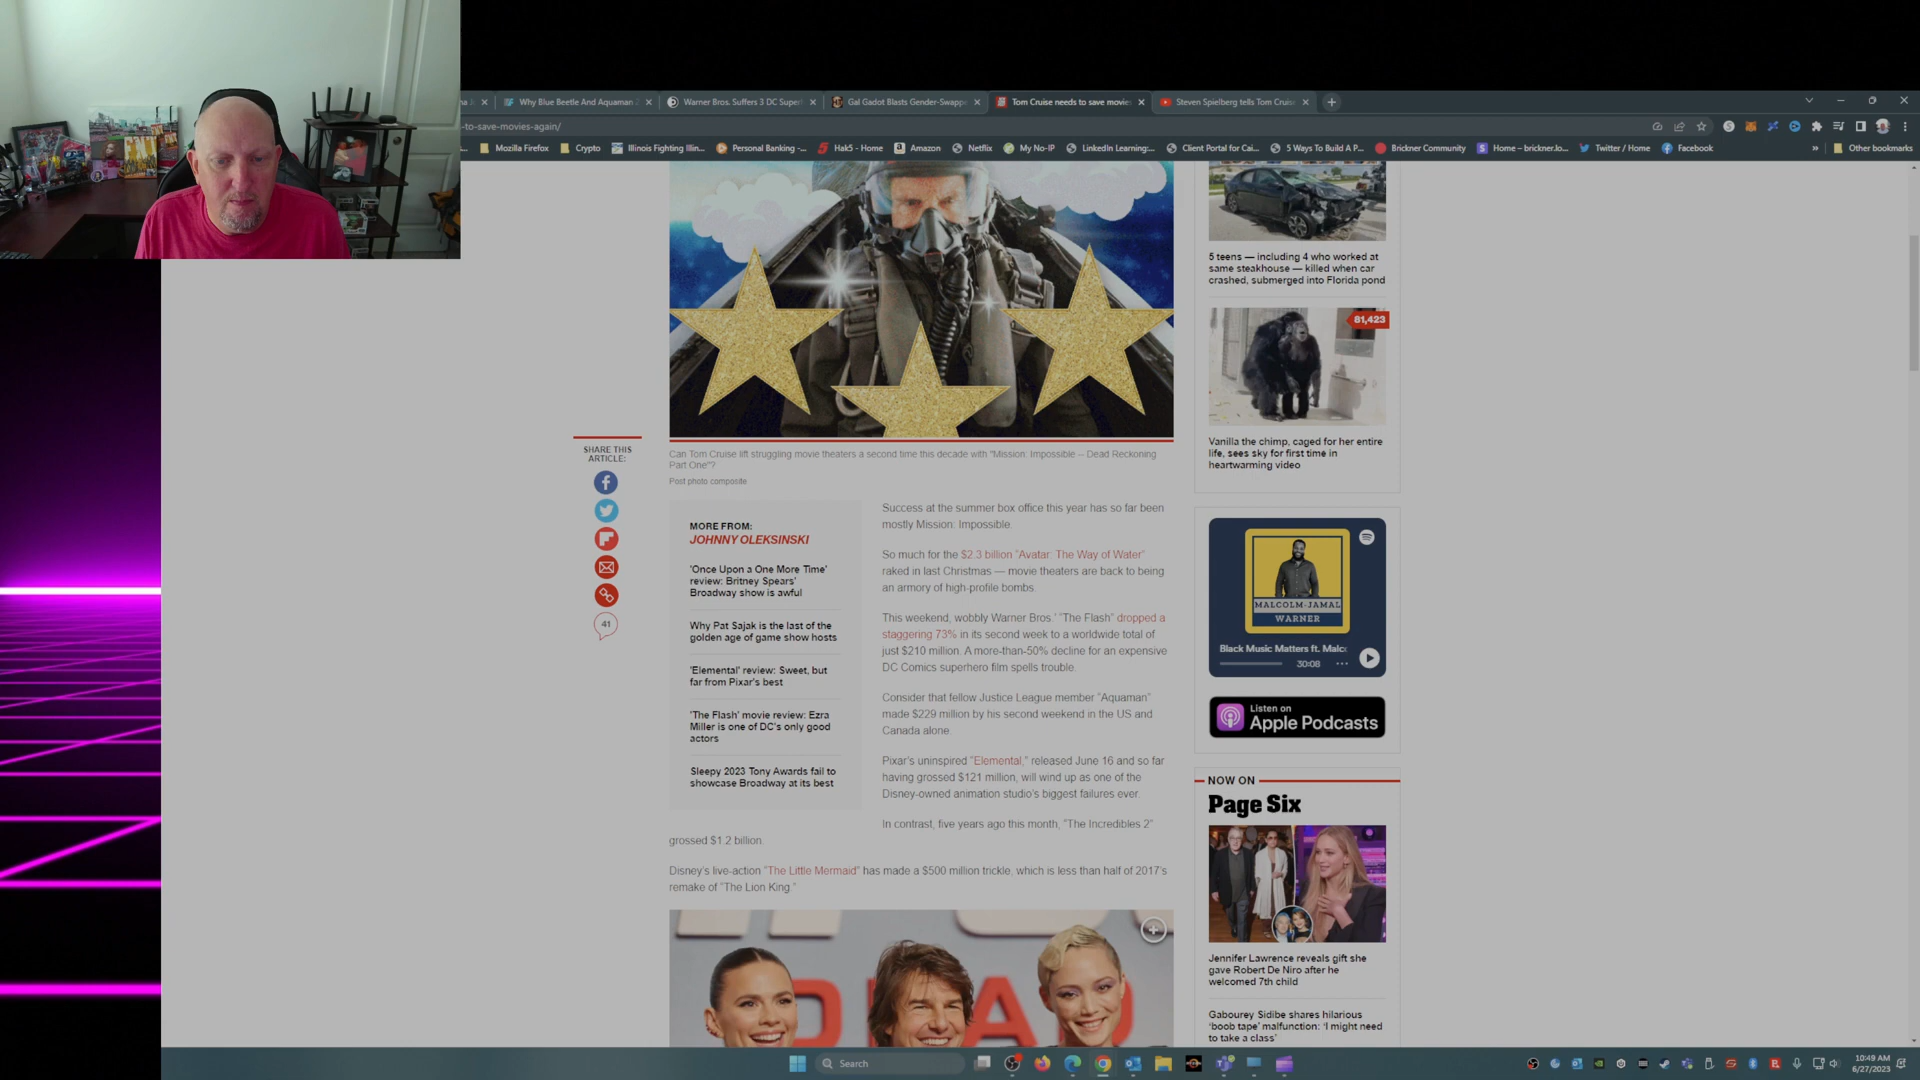 Why Blue Beetle And Aquaman
Warner Bros. Suffers 3 DC Super
Gal Gadot Blasts Gender-Swappe
Tom Cruise needs to save movies
Steven Spielberg tells Tom Cruise
-to-save-movies-again/
Mozilla Firefox
Crypto
Illinois Fighting Illin...
Personal Banking -...
Hak5 - Home
Amazon
Netflix
My No-IP
LinkedIn Learning:...
Client Portal for Cai...
5 Ways To Build A P...
Brickner Community
Home – brickner.lo...
Twitter / Home
Facebook
»
Other bookmarks
5 teens — including 4 who worked at
same steakhouse — killed when car
crashed, submerged into Florida pond
81,423
Vanilla the chimp, caged for her entire
life, sees sky for first time in
heartwarming video
SHARE THIS
ARTICLE:
41
Can Tom Cruise lift struggling movie theaters a second time this decade with "Mission: Impossible – Dead Reckoning
Part One"?
Post photo composite
MORE FROM:
JOHNNY OLEKSINSKI
'Once Upon a One More Time'
review: Britney Spears'
Broadway show is awful
Why Pat Sajak is the last of the
golden age of game show hosts
'Elemental' review: Sweet, but
far from Pixar's best
'The Flash' movie review: Ezra
Miller is one of DC's only good
actors
Sleepy 2023 Tony Awards fail to
showcase Broadway at its best
Success at the summer box office this year has so far been
mostly Mission: Impossible.
So much for the $2.3 billion "Avatar: The Way of Water"
raked in last Christmas — movie theaters are back to being
an armory of high-profile bombs.
This weekend, wobbly Warner Bros.' "The Flash" dropped a
staggering 73% in its second week to a worldwide total of
just $210 million. A more-than-50% decline for an expensive
DC Comics superhero film spells trouble.
Consider that fellow Justice League member "Aquaman"
made $229 million by his second weekend in the US and
Canada alone.
Pixar's uninspired "Elemental," released June 16 and so far
having grossed $121 million, will wind up as one of the
Disney-owned animation studio's biggest failures ever.
In contrast, five years ago this month, "The Incredibles 2"
grossed $1.2 billion.
Disney's live-action "The Little Mermaid" has made a $500 million trickle, which is less than half of 2017's
remake of "The Lion King."
MALCOLM-JAMAL
WARNER
Black Music Matters ft. Malco
30:08
Listen on
Apple Podcasts
NOW ON
Page Six
Jennifer Lawrence reveals gift she
gave Robert De Niro after he
welcomed 7th child
Gabourey Sidibe shares hilarious
'boob tape' malfunction: 'I might need
to take a class'
Search
10:49 AM
6/27/2023